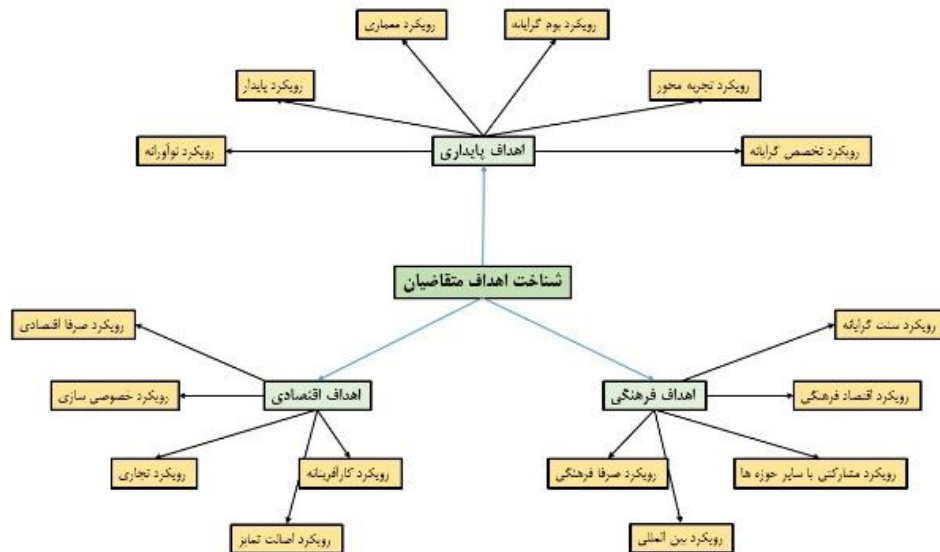 رویکرد بوم گرایانه
رویکرد معماری
رویکرد تجربه محور
رویکرد پایدار
رویکرد تخصص گرایانه
اهداف پایداری
رویکرد نوآورانه
شناخت اهداف متقاضیان
رویکرد سنت گرایانه
رویکرد صرفا اقتصادی
رویکرد اقتصاد فرهنگی
اهداف فرهنگی
اهداف اقتصادی
رویکرد خصوصی سازی
رویکرد مشارکتی با سایر حوزه ها
رویکرد صرفا فرهنگی
رویکرد کارآفرینانه
رویکرد تجاری
رویکرد بین المللی
رویکرد اصالت تمایز